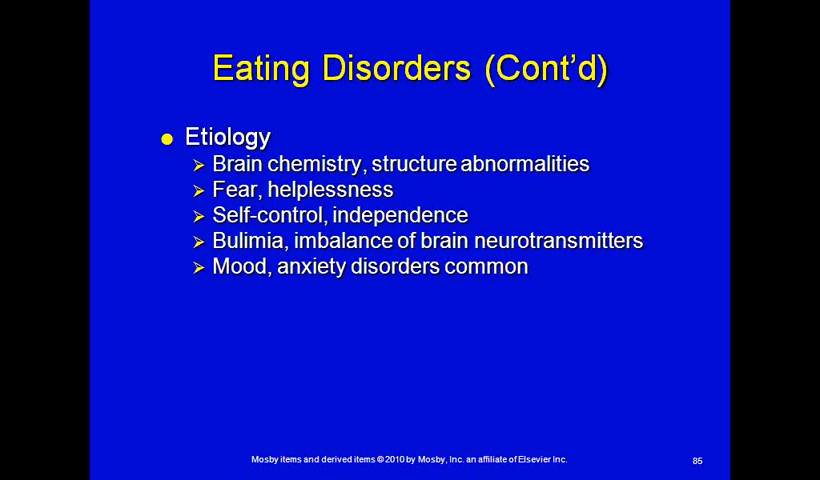 Eating Disorders (Cont’d)
Etiology
Brain chemistry, structure abnormalities
Fear, helplessness
Self-control, independence
Bulimia, imbalance of brain neurotransmitters
Mood, anxiety disorders common
Mosby items and derived items © 2010 by Mosby, Inc. an affiliate of Elsevier Inc.
85